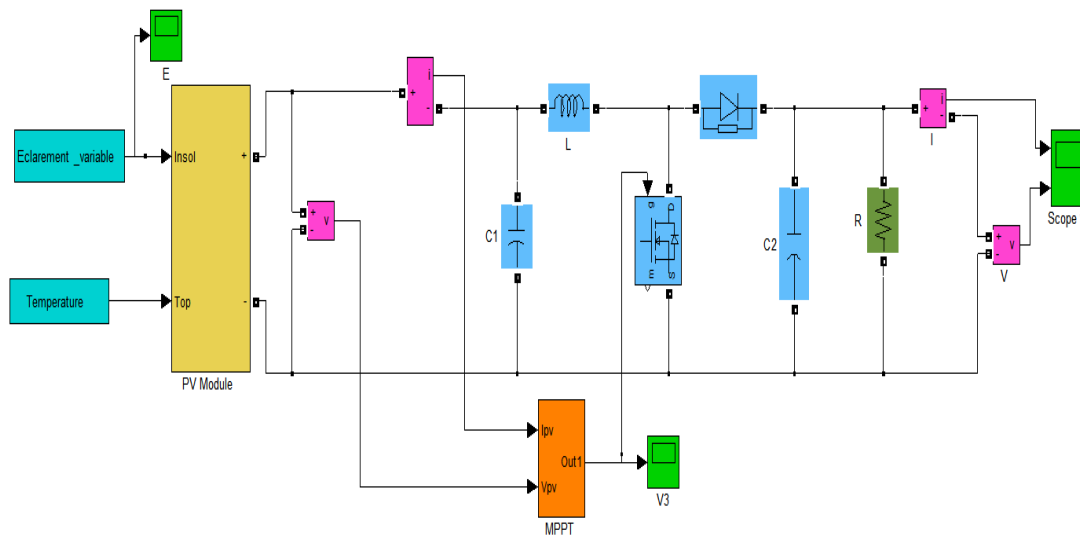 E
Eclarement _variable
Insol
+
-
Top
Temperature
PV Module
+
-
v
i
+
-
C1
L
g
D
m
S
C2
R
i
+
-
I
+
-
v
V
Scope
Ipv
Vpv
Out1
MPPT
V3